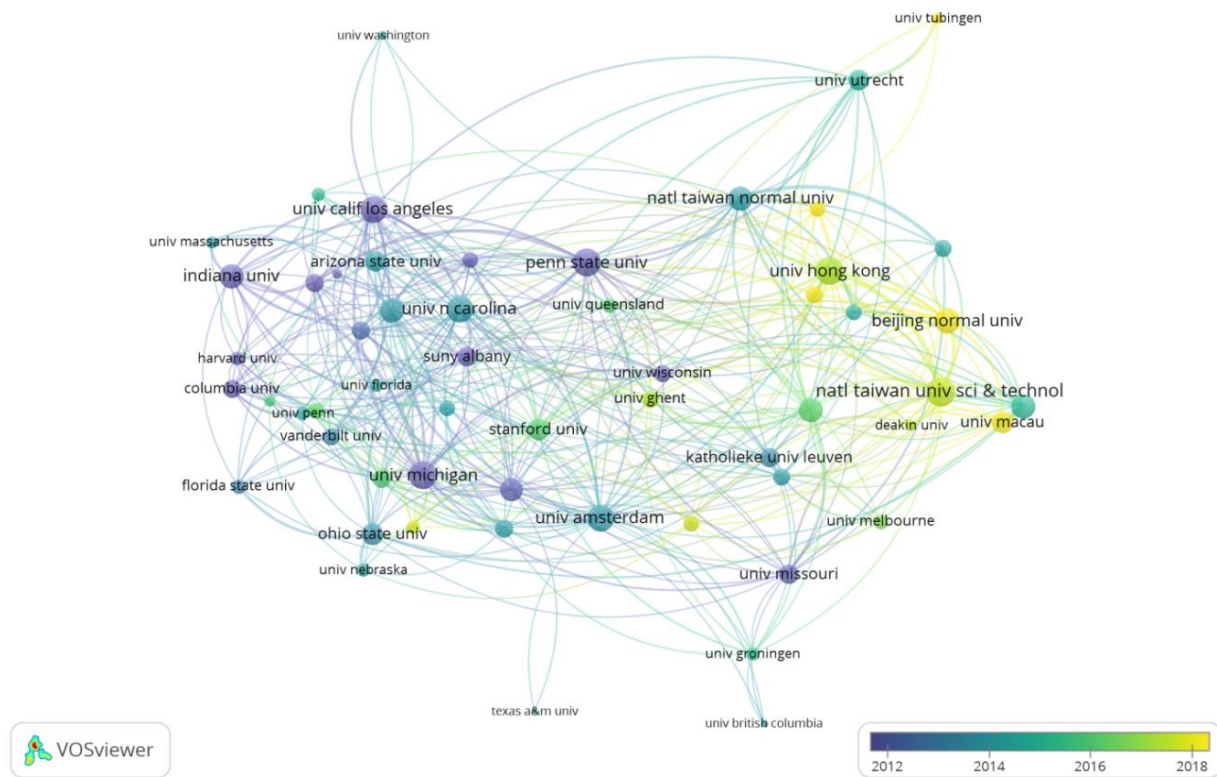 univ tubingen
univ washington
univ utrecht
natl taiwan normal univ
univ calif los angeles
univ massachusetts
arizona state univ
penn state univ
indiana univ
univ hong kong
univ queensland
univ n carolina
beijing normal univ
suny albany
harvard univ
univ wisconsin
columbia univ
univ florida
natl taiwan univ sci & technol
univ ghent
univ penn
deakin univ
univ macau
vanderbilt univ
stanford univ
katholieke univ leuven
univ michigan
florida state univ
univ amsterdam
univ melbourne
ohio state univ
univ nebraska
univ missouri
univ groningen
texas a&m univ
univ british columbia
VOSviewer
2012
2014
2016
2018